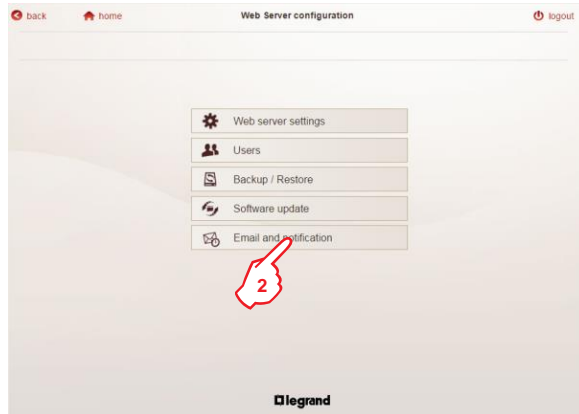 back home Web Server configuration logout
Web server settings
Users
Backup / Restore
Software update
Email and notification
2
legrand